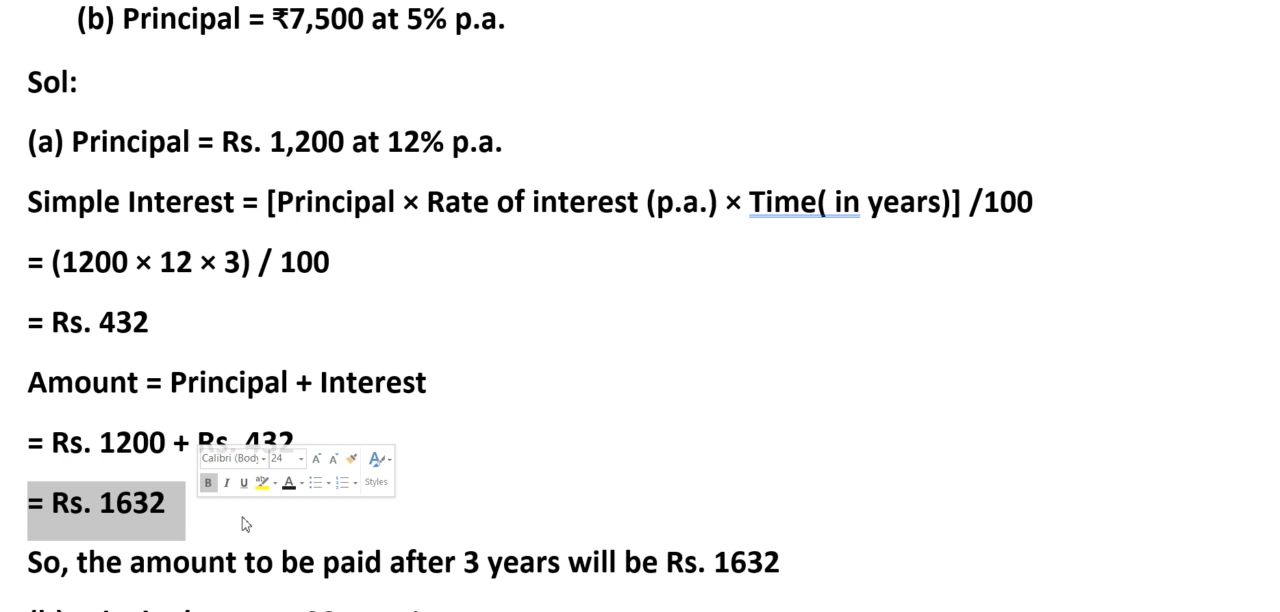 (b) Principal = ₹7,500 at 5% p.a.
Sol:
(a) Principal = Rs. 1,200 at 12% p.a.
Simple Interest = [Principal × Rate of interest (p.a.) × Time( in years)] /100
= (1200 × 12 × 3) / 100
= Rs. 432
Amount = Principal + Interest
= Rs. 1200 + Rs. 432
Calibri (Body 24
B I U aby A Styles
= Rs. 1632
So, the amount to be paid after 3 years will be Rs. 1632